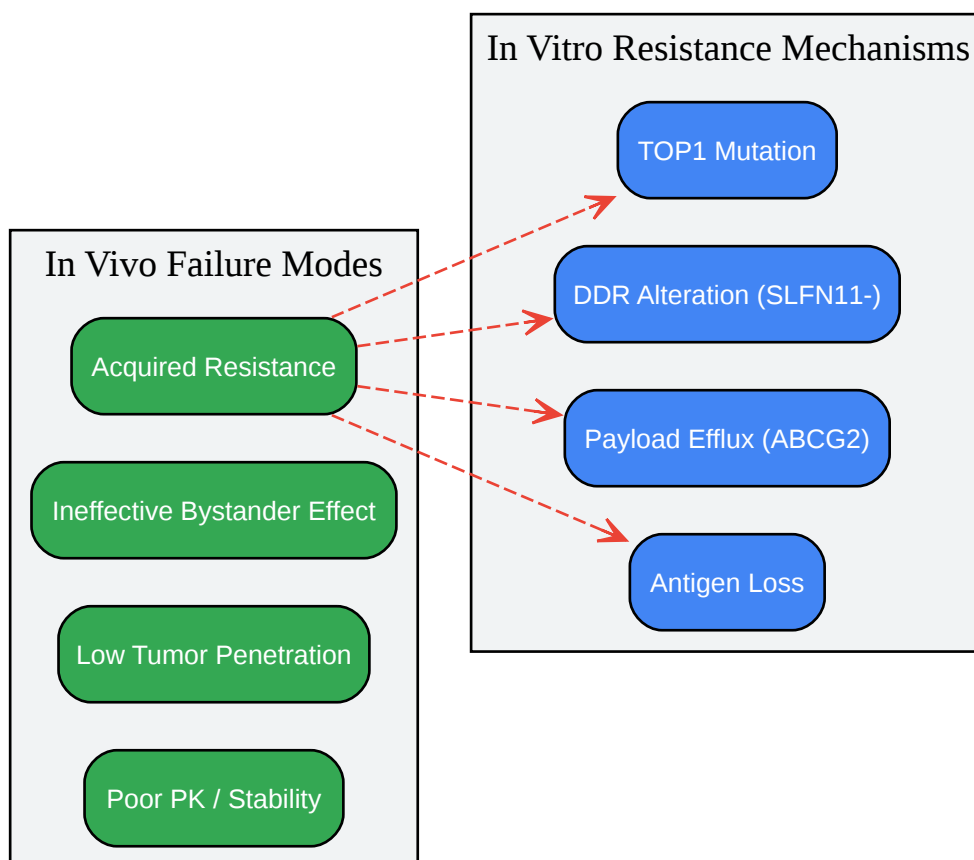 In Vitro Resistance Mechanisms
TOP1 Mutation
DDR Alteration (SLFN11-)
Payload Efflux (ABCG2)
Antigen Loss
In Vivo Failure Modes
Acquired Resistance
Ineffective Bystander Effect
Low Tumor Penetration
Poor PK / Stability